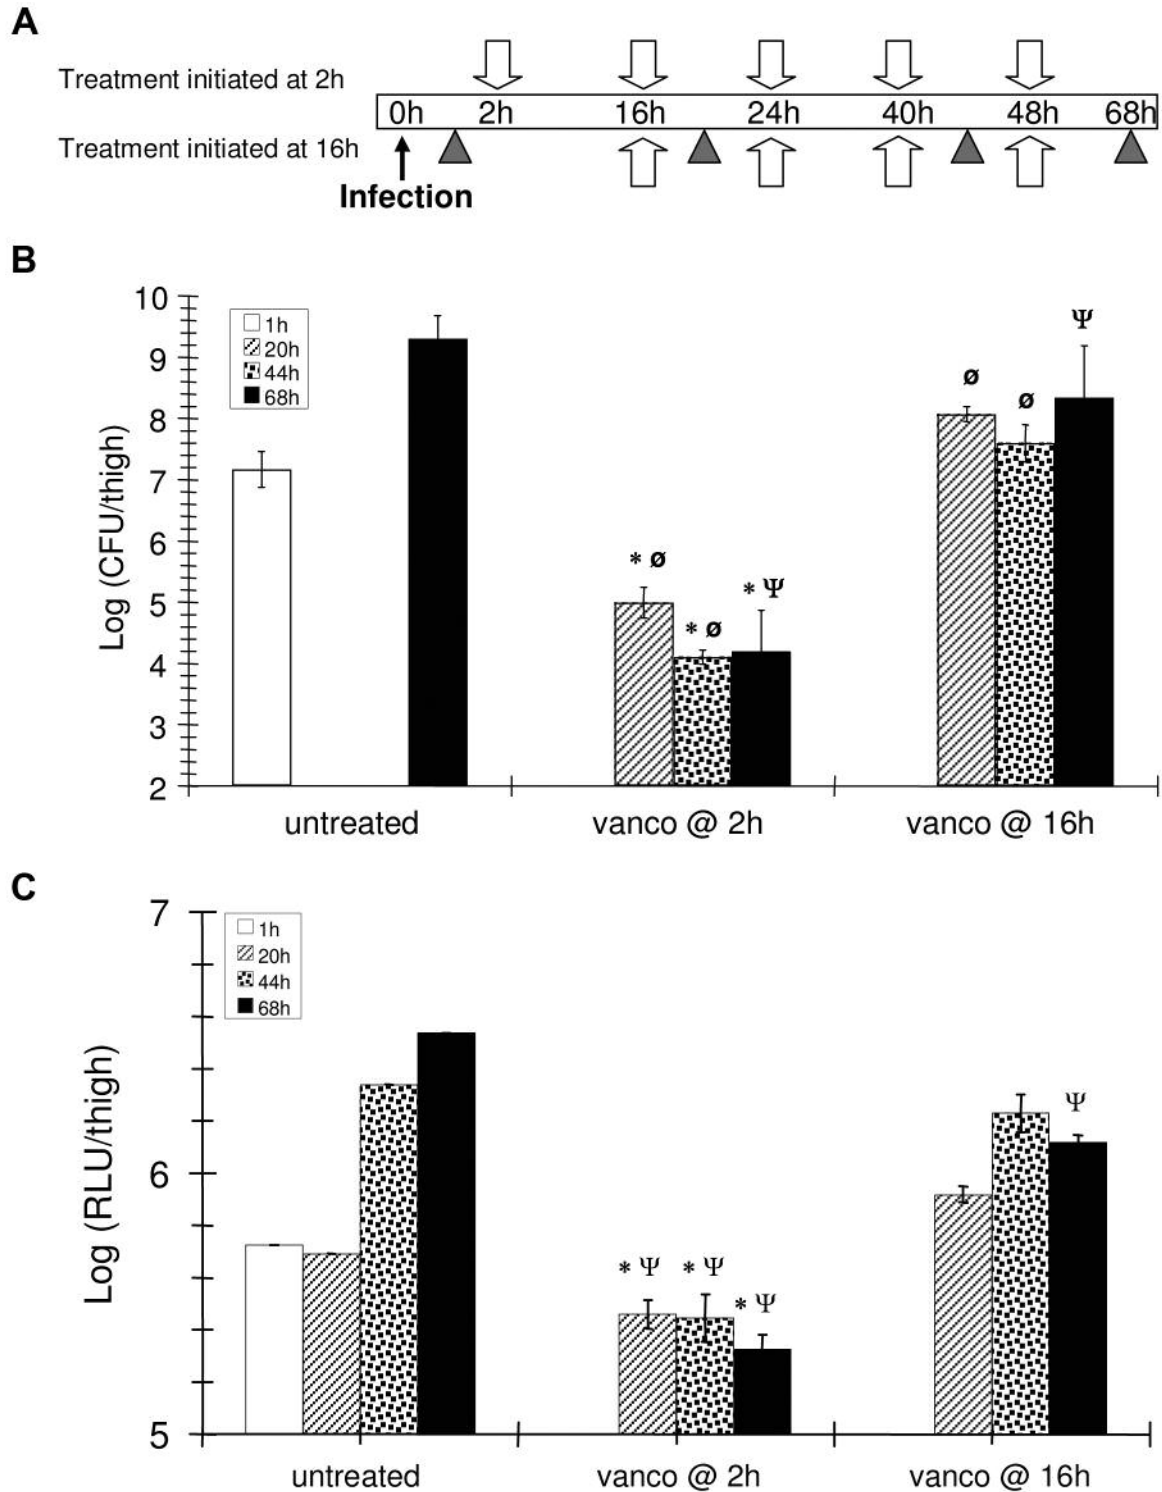 A
Treatment initiated at 2h
0h 2h 16h 24h 40h 48h 68h
Treatment initiated at 16h
Infection
B
10
9
8
7
6
5
4
3
2
Log (CFU/thigh)
1h
20h
44h
68h
* ø
* ø
* Ψ
ø
ø
Ψ
untreated vanco @ 2h vanco @ 16h
C
7
6
5
Log (RLU/thigh)
1h
20h
44h
68h
* Ψ
* Ψ
* Ψ
Ψ
untreated vanco @ 2h vanco @ 16h